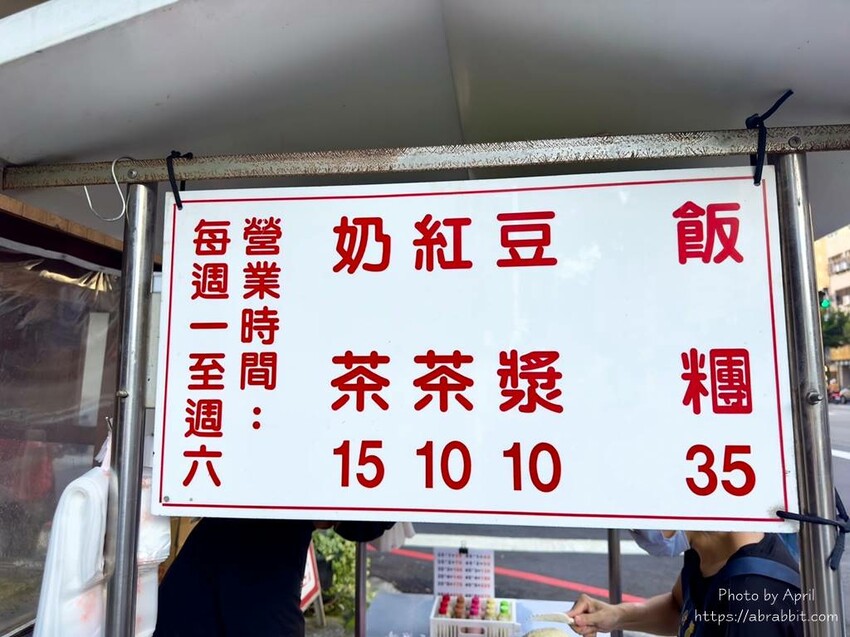 飯糰 35
豆漿 10
紅茶 10
奶茶 15
營業時間：
每週一至週六
Photo by April
https://abrabbit.com